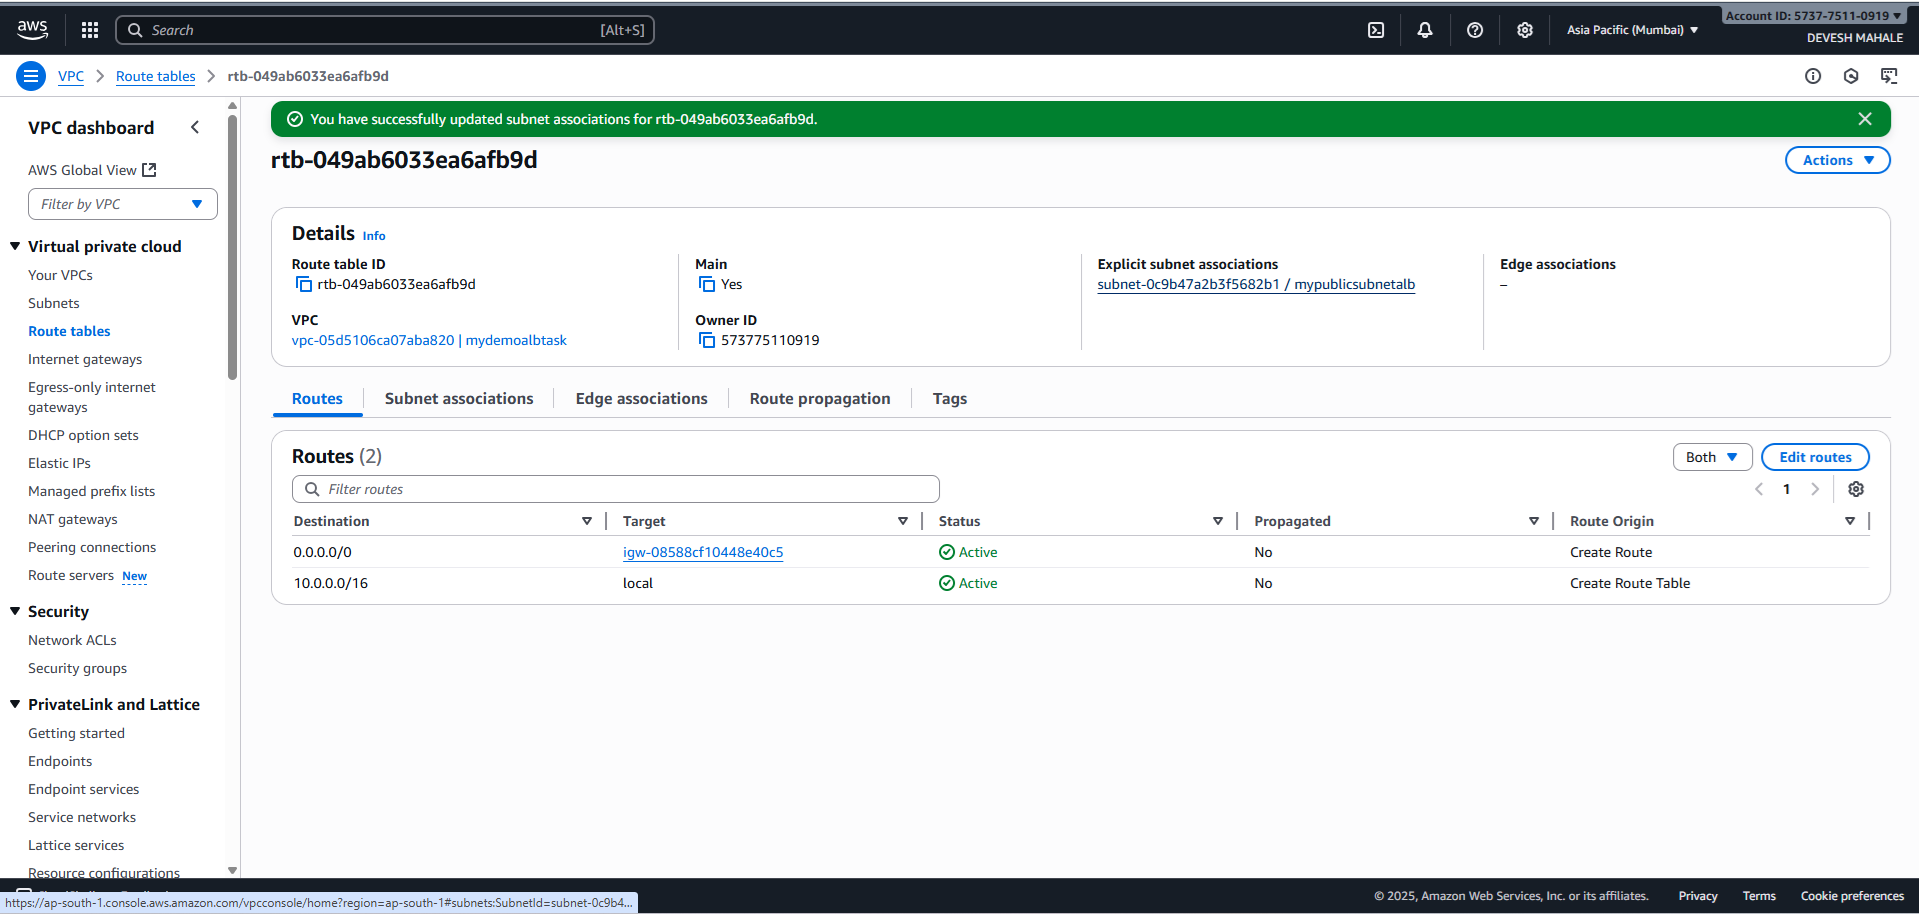 aws
Search [Alt+S]
Asia Pacific (Mumbai)
Account ID: 5737-7511-0919
DEVESH MAHALE
VPC
Route tables
rtb-049ab6033ea6afb9d
VPC dashboard
AWS Global View
Filter by VPC
Virtual private cloud
Your VPCs
Subnets
Route tables
Internet gateways
Egress-only internet
gateways
DHCP option sets
Elastic IPs
Managed prefix lists
NAT gateways
Peering connections
Route servers New
Security
Network ACLs
Security groups
PrivateLink and Lattice
Getting started
Endpoints
Endpoint services
Service networks
Lattice services
Resource configurations
You have successfully updated subnet associations for rtb-049ab6033ea6afb9d.
rtb-049ab6033ea6afb9d
Actions
Details Info
Route table ID
rtb-049ab6033ea6afb9d
VPC
vpc-05d5106ca07aba820 | mydemoalbtask
Main
Yes
Owner ID
573775110919
Explicit subnet associations
subnet-0c9b47a2b3f5682b1 / mypublicsubnetalb
Edge associations
–
Routes
Subnet associations
Edge associations
Route propagation
Tags
Routes (2)
Both
Edit routes
Filter routes
1
Destination Target Status Propagated Route Origin
0.0.0.0/0 igw-08588cf10448e40c5 Active No Create Route
10.0.0.0/16 local Active No Create Route Table
https://ap-south-1.console.aws.amazon.com/vpcconsole/home?region=ap-south-1#subnets:SubnetId=subnet-0c9b4...
© 2025, Amazon Web Services, Inc. or its affiliates.
Privacy
Terms
Cookie preferences